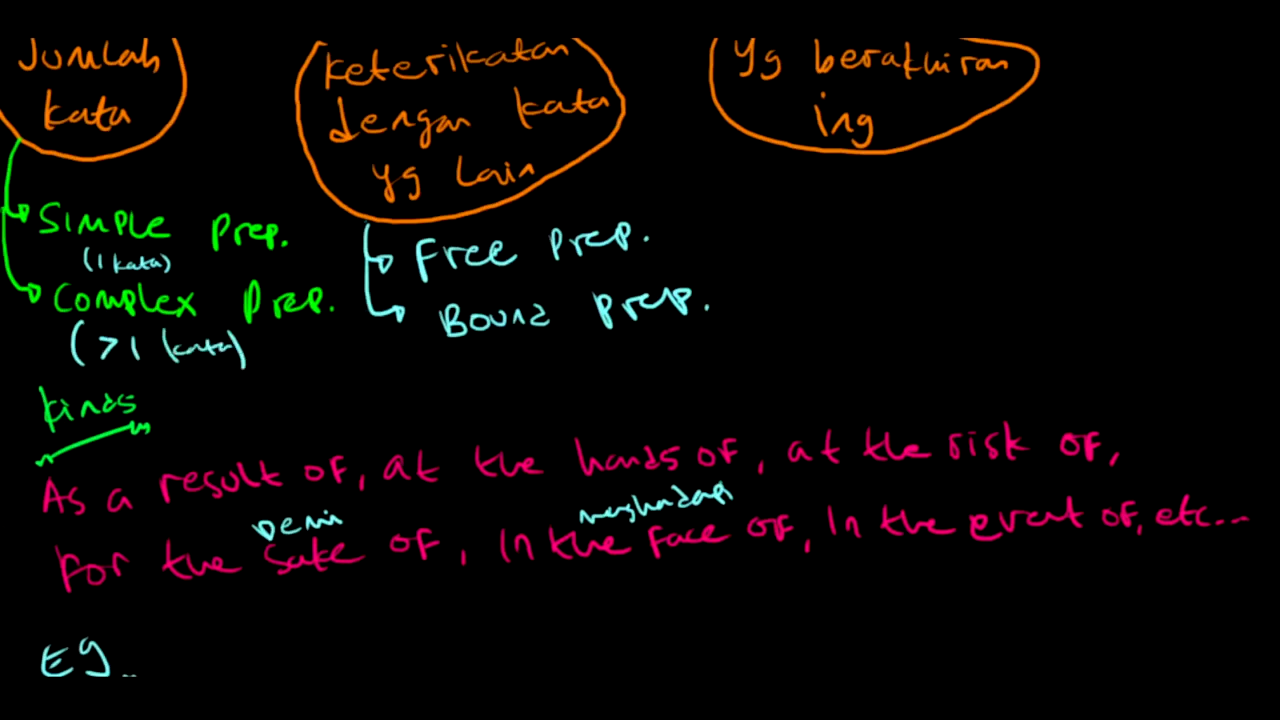 Jumlah
kata
keterikatan
dengan kata
yg lain
yg berakhiran
ing
Simple Prep.
(1 kata)
Complex Prep.
(>1 kata)
Free Prep.
Bound Prep.
kinds
As a result of, at the hands of, at the risk of,
Demi
menghadapi
For the sake of, In the face of, In the event of, etc...
Eg..